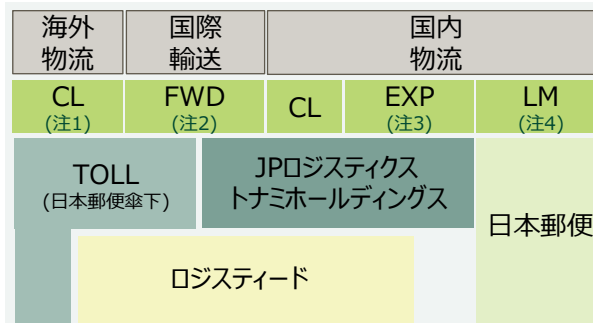 海外
物流
国際
輸送
国内
物流
CL
(注1)
FWD
(注2)
CL
EXP
(注3)
LM
(注4)
TOLL
(日本郵便傘下)
JPロジスティクス
トナミホールディングス
日本郵便
ロジスティード